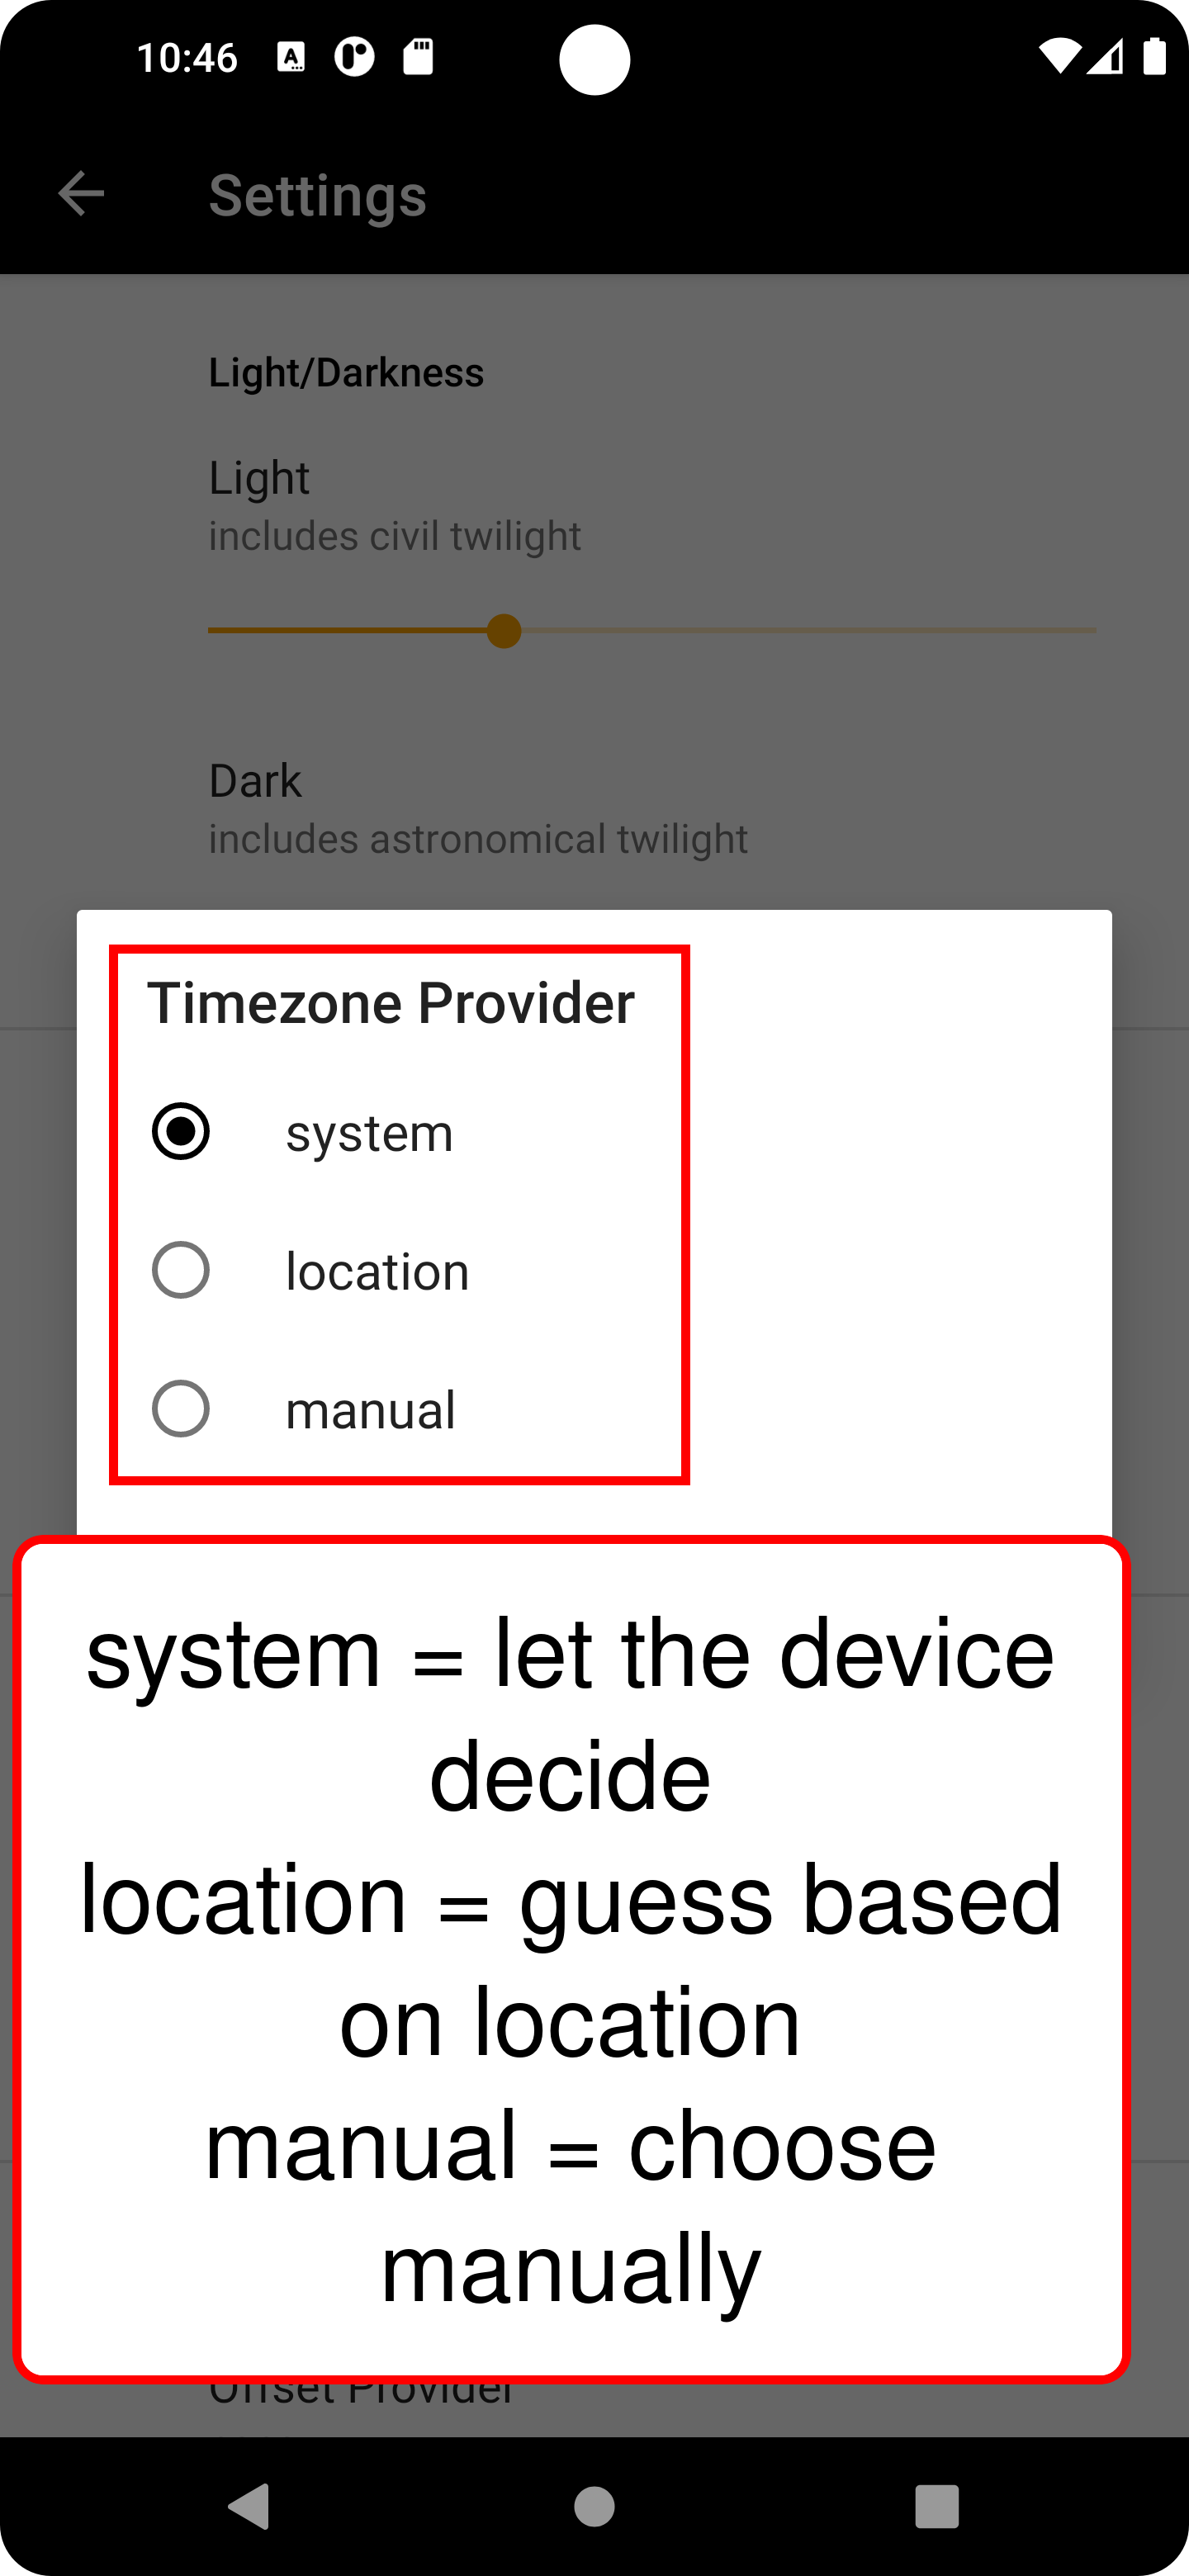 10:46
Settings
Light/Darkness
Light
includes civil twilight
Dark
includes astronomical twilight
Timezone Provider
system
location
manual
system = let the device
decide
location = guess based
on location
manual = choose
manually
Offset Provider